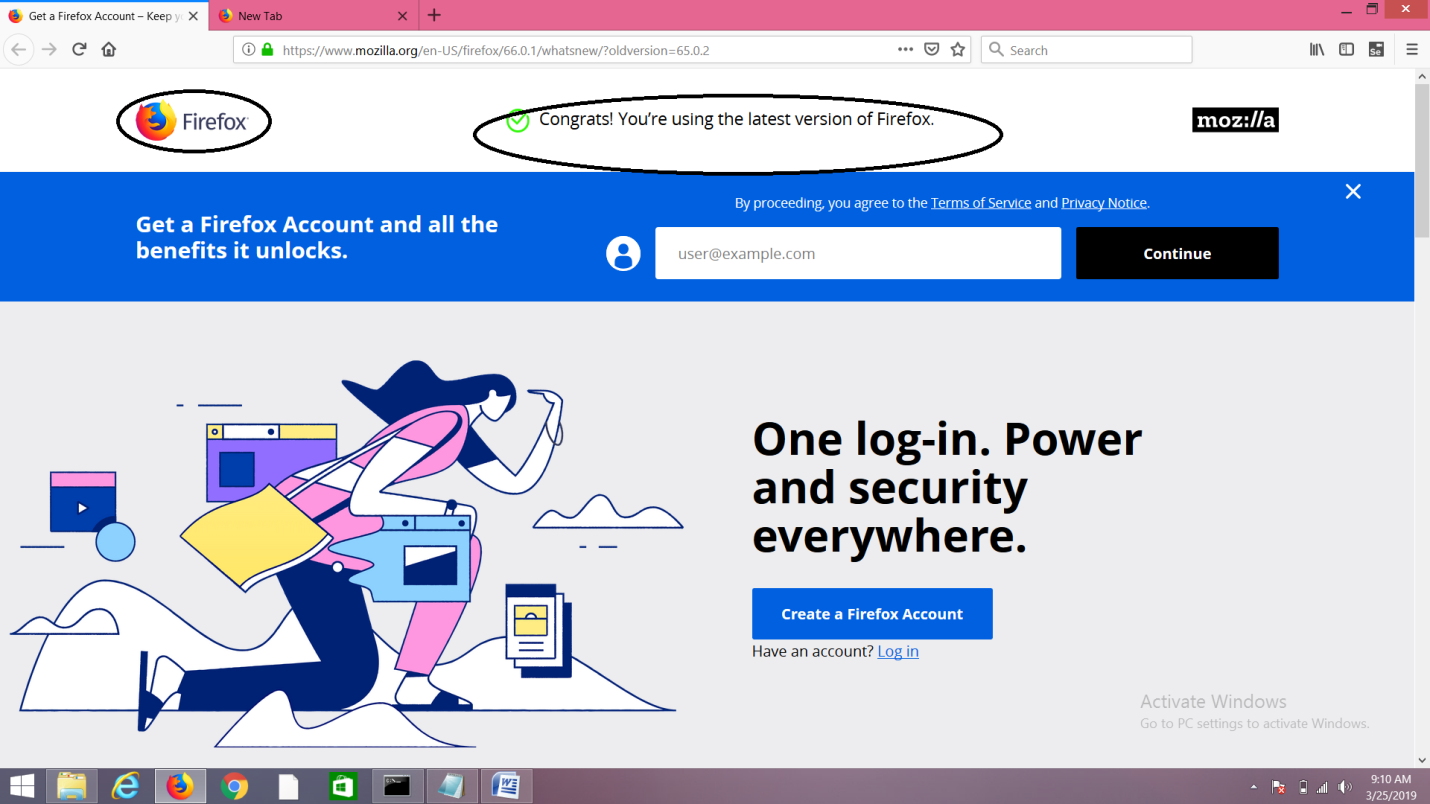 Get a Firefox Account – Keep y
New Tab
https://www.mozilla.org/en-US/firefox/66.0.1/whatsnew/?oldversion=65.0.2
Search
Se
Firefox
Congrats! You’re using the latest version of Firefox.
moz://a
By proceeding, you agree to the Terms of Service and Privacy Notice.
Get a Firefox Account and all the
benefits it unlocks.
user@example.com
Continue
One log-in. Power
and security
everywhere.
Create a Firefox Account
Have an account? Log in
Activate Windows
Go to PC settings to activate Windows.
9:10 AM
3/25/2019